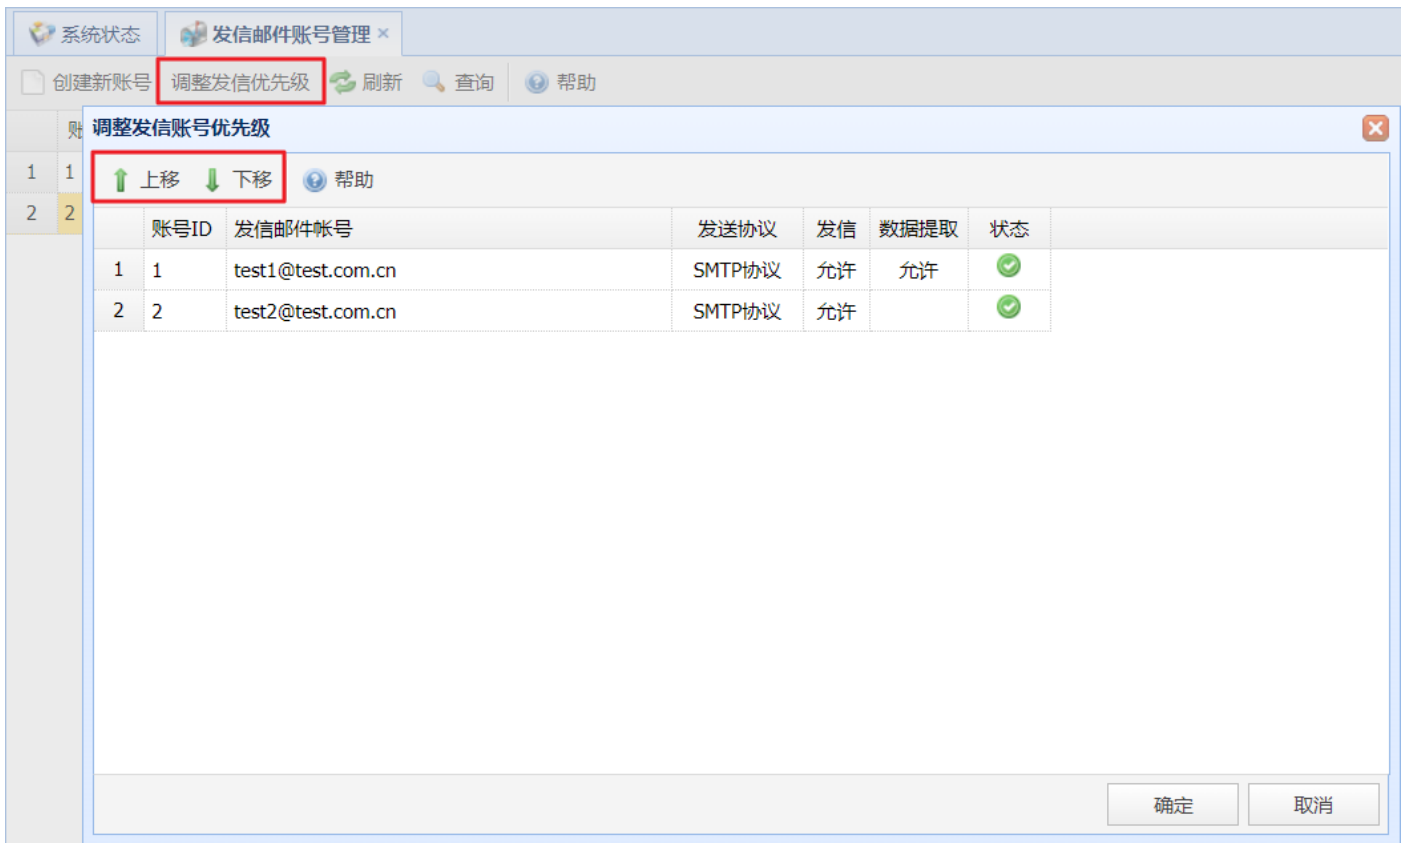 系统状态 发信邮件账号管理 ×
创建新账号 调整发信优先级 刷新 查询 帮助
账
调整发信账号优先级
1 1
上移 下移 帮助
2 2
账号ID 发信邮件帐号 发送协议 发信 数据提取 状态
1 1 test1@test.com.cn SMTP协议 允许 允许
2 2 test2@test.com.cn SMTP协议 允许
确定 取消